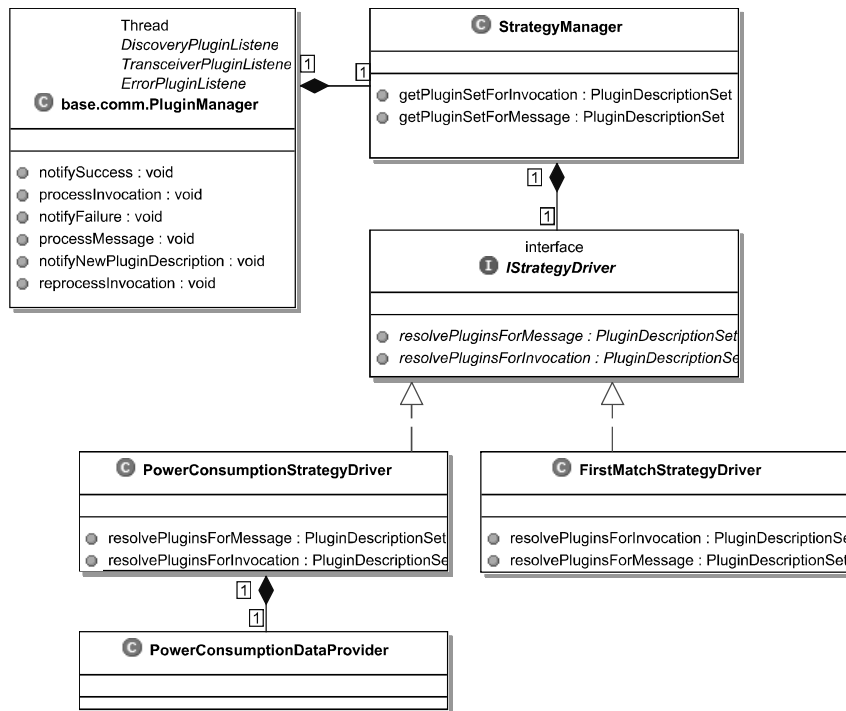 Thread
DiscoveryPluginListene
TransceiverPluginListene
ErrorPluginListene
C base.comm.PluginManager
notifySuccess : void
processInvocation : void
notifyFailure : void
processMessage : void
notifyNewPluginDescription : void
reprocessInvocation : void
1
1
C StrategyManager
getPluginSetForInvocation : PluginDescriptionSet
getPluginSetForMessage : PluginDescriptionSet
1
1
interface
I IStrategyDriver
resolvePluginsForMessage : PluginDescriptionSet
resolvePluginsForInvocation : PluginDescriptionSe
C PowerConsumptionStrategyDriver
resolvePluginsForMessage : PluginDescriptionSet
resolvePluginsForInvocation : PluginDescriptionSe
C FirstMatchStrategyDriver
resolvePluginsForInvocation : PluginDescriptionSe
resolvePluginsForMessage : PluginDescriptionSet
1
1
C PowerConsumptionDataProvider